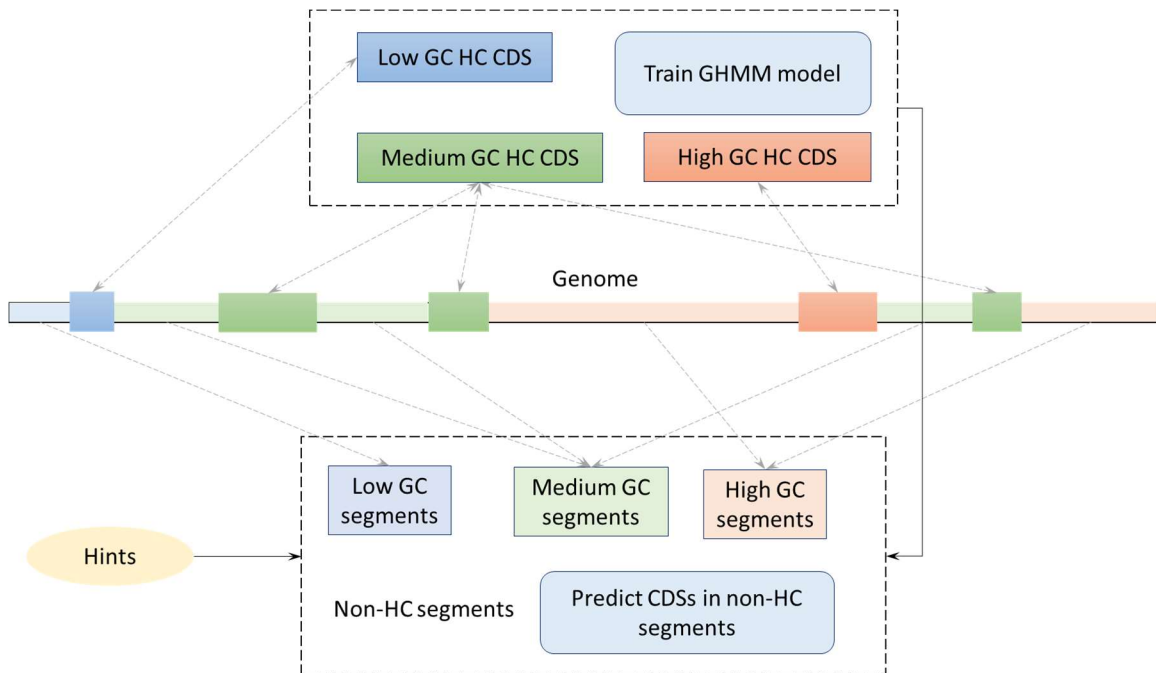 Low GC HC CDS
Train GHMM model
Medium GC HC CDS
High GC HC CDS
Genome
Low GC
segments
Medium GC
segments
High GC
segments
Hints
Non-HC segments
Predict CDSs in non-HC
segments